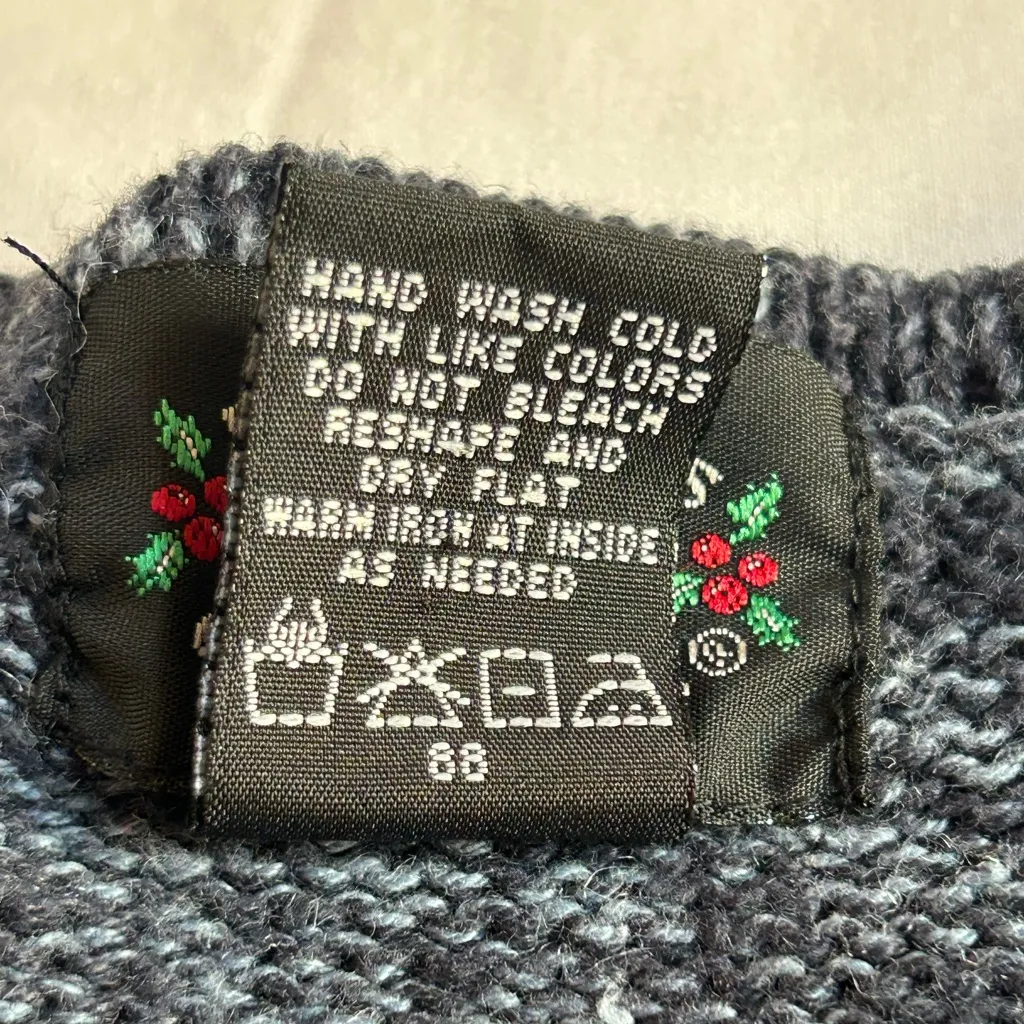 HAND WASH COLD
WITH LIKE COLORS
DO NOT BLEACH
RESHAPE AND
DRY FLAT
WARM IRON AT INSIDE
AS NEEDED
S
®